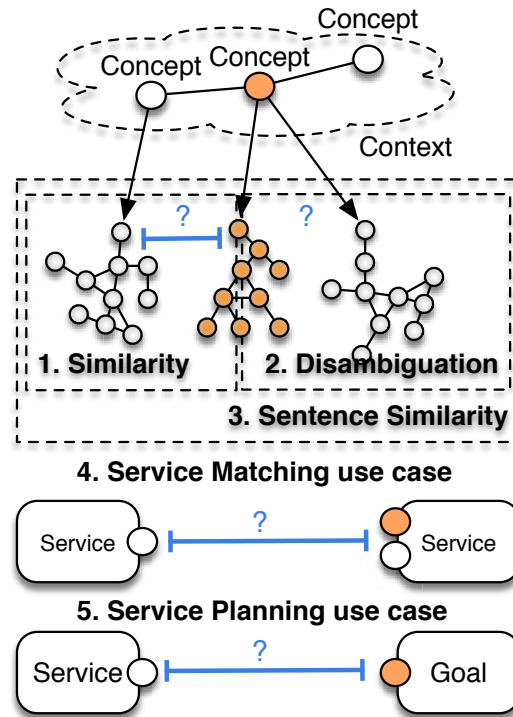 Concept
Concept
Context
?
?
1. Similarity
2. Disambiguation
3. Sentence Similarity
4. Service Matching use case
Service
?
Service
5. Service Planning use case
Service
?
Goal